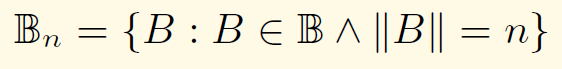 𝔹ₙ = {B : B ∈ 𝔹 ∧ ‖B‖ = n}